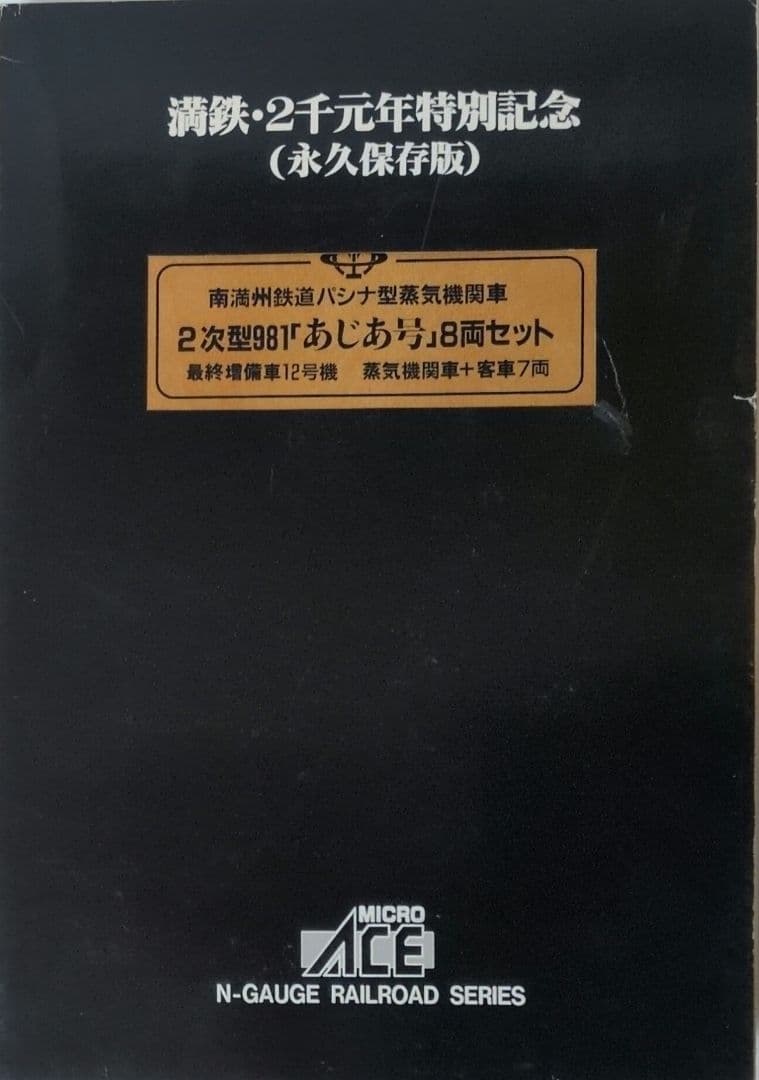 満鉄・2千元年特別記念
(永久保存版)
南満州鉄道パシナ型蒸気機関車
2次型981「あじあ号」8両セット
最終増備車12号機 蒸気機関車+客車7両
MICRO
ACE
N-GAUGE RAILROAD SERIES